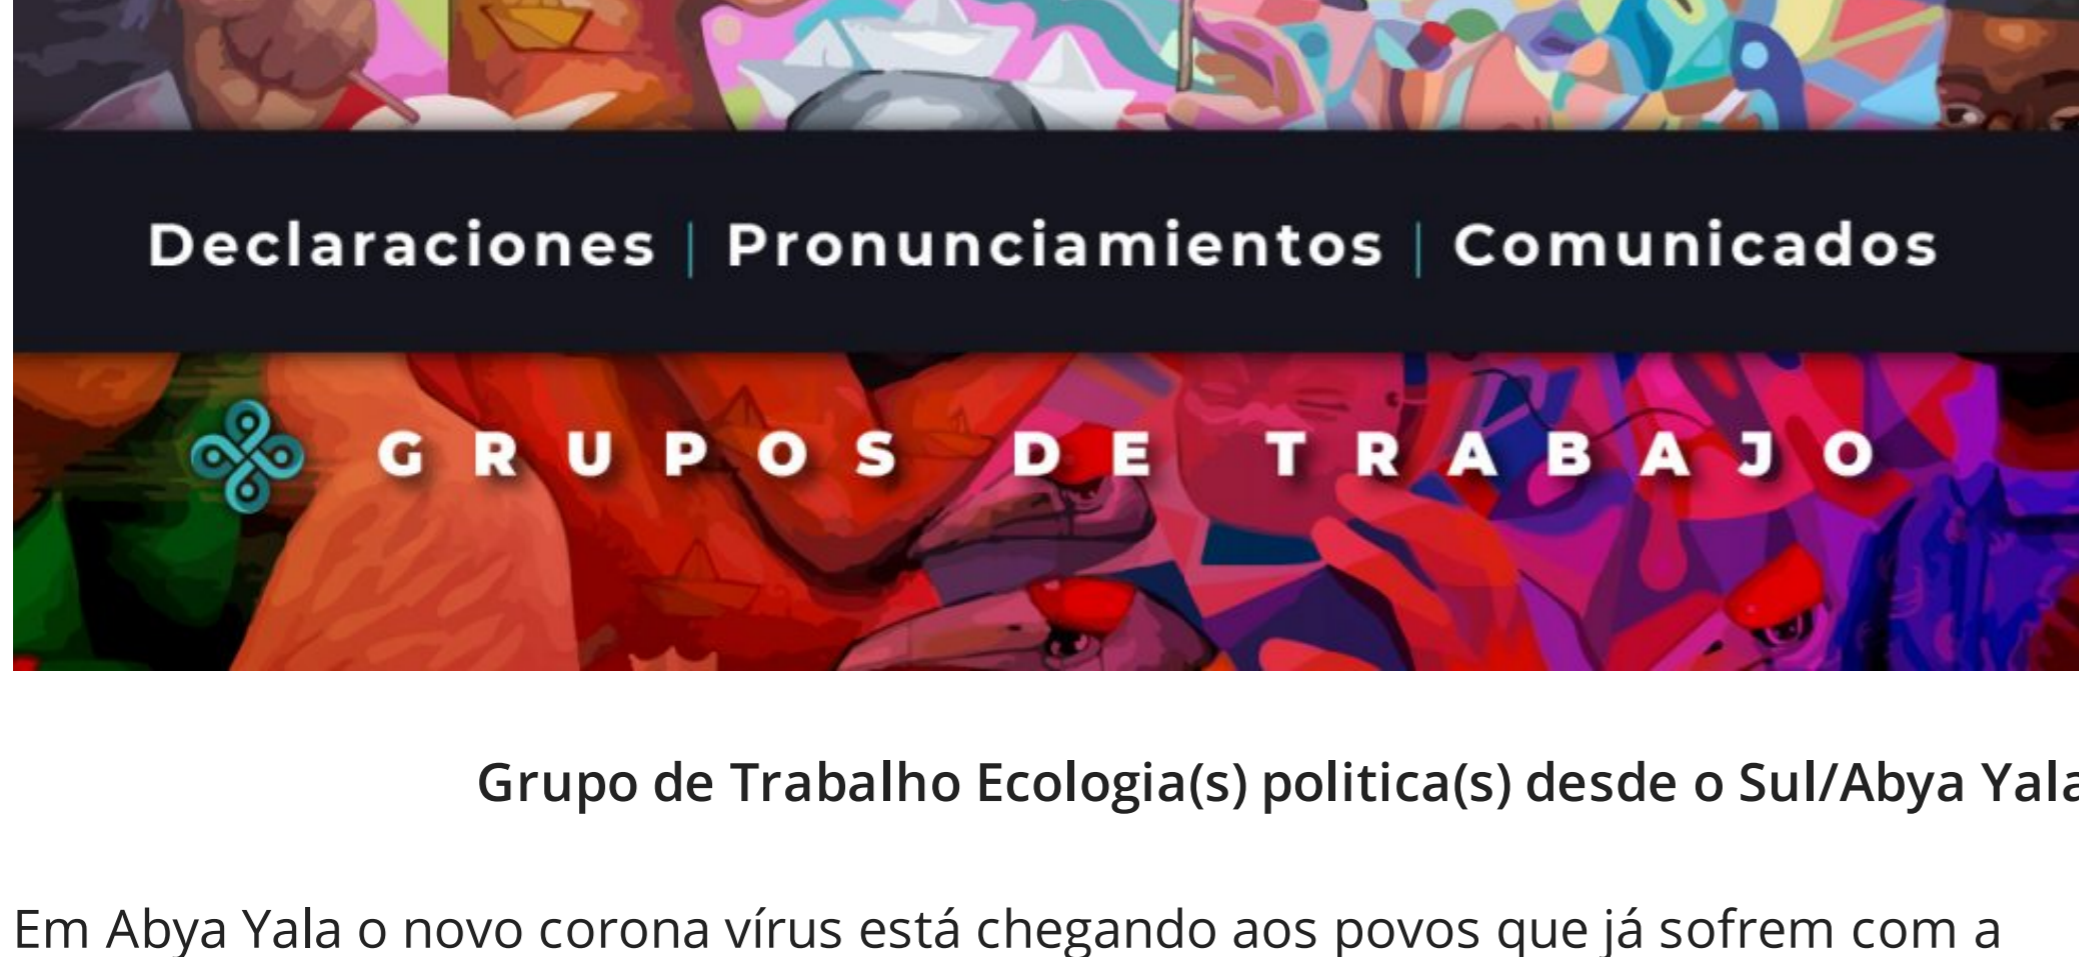 Declaraciones | Pronunciamientos | Comunicados
GRUPOS DE TRABAJO
Grupo de Trabalho Ecologia(s) politica(s) desde o Sul/Abya Yala
Em Abya Yala o novo corona vírus está chegando aos povos que já sofrem com a